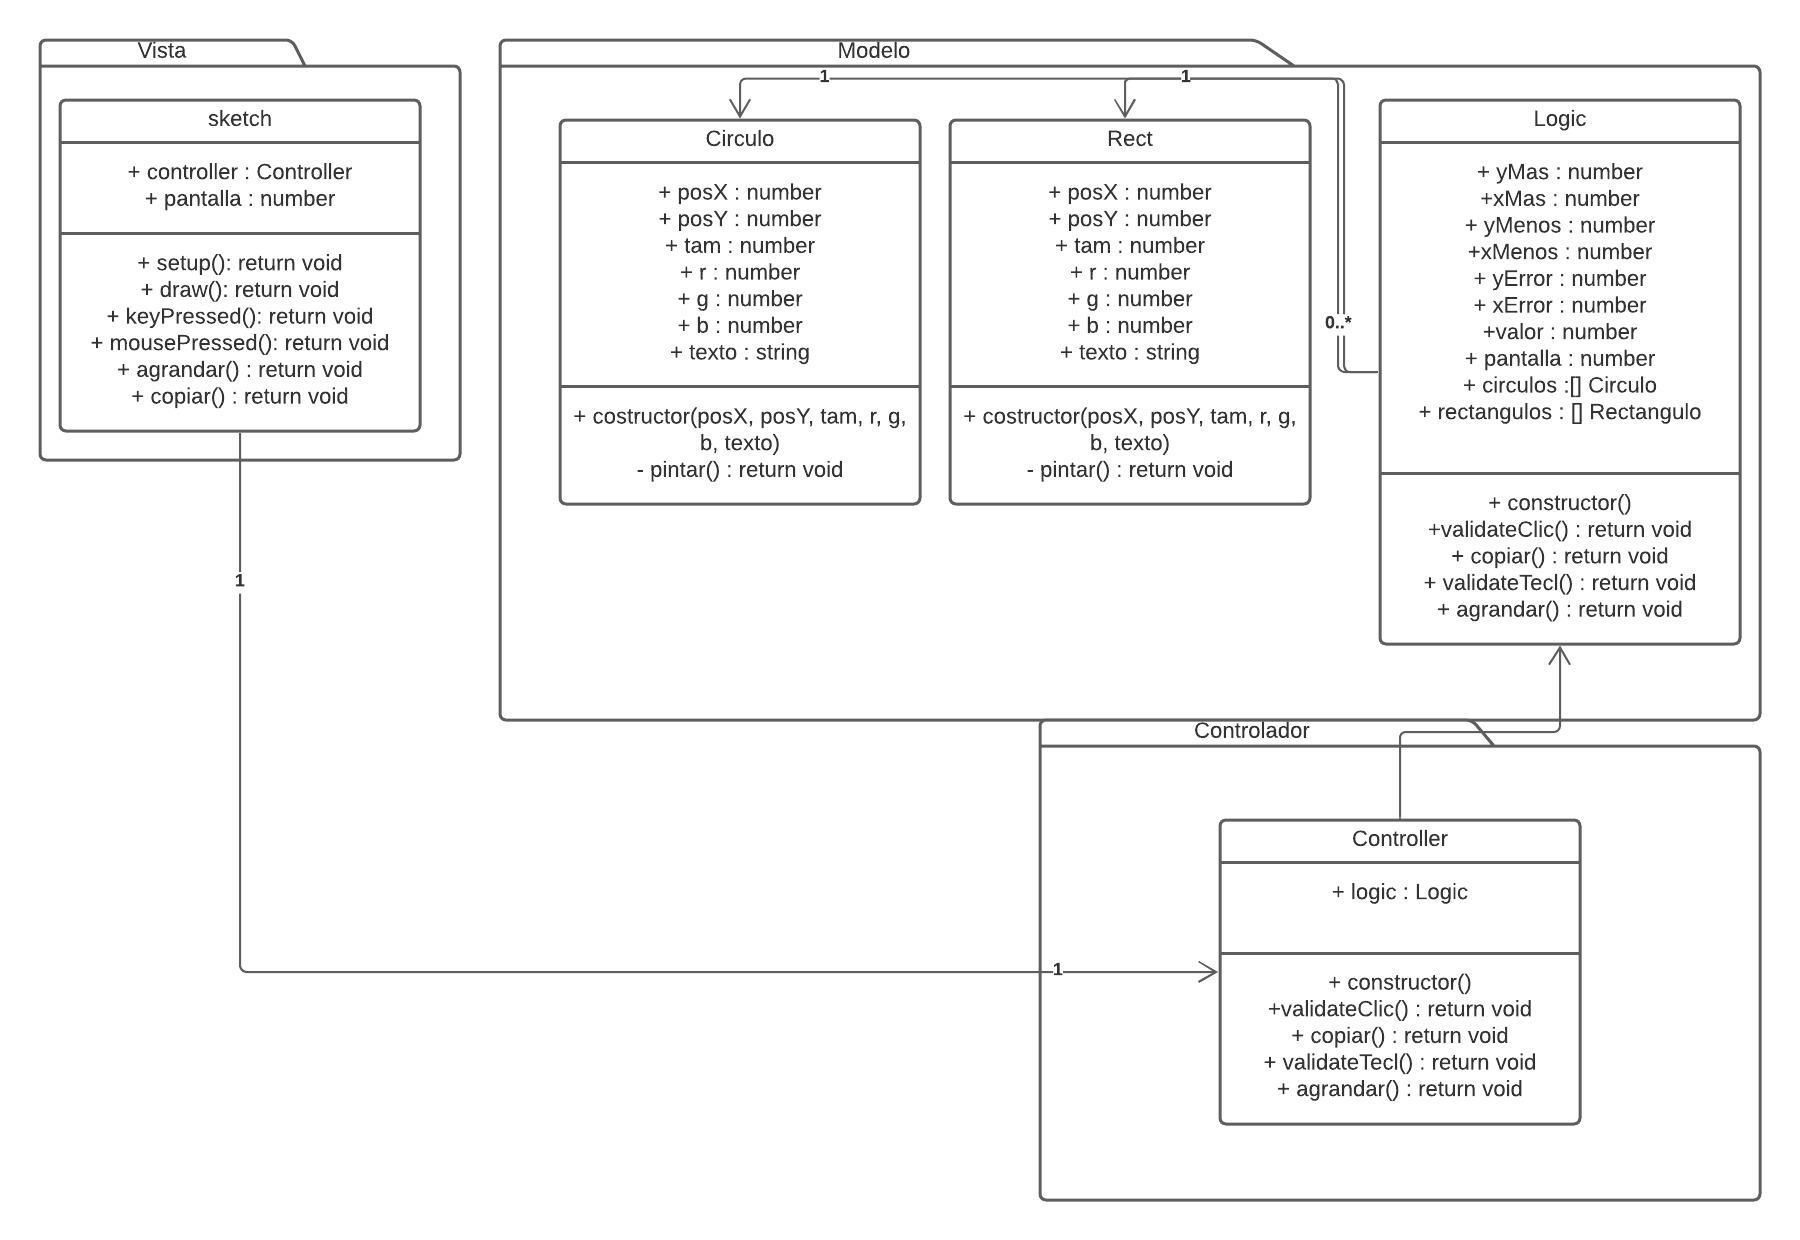 Vista
sketch
+ controller : Controller
+ pantalla : number
+ setup(): return void
+ draw(): return void
+ keyPressed(): return void
+ mousePressed(): return void
+ agrandar() : return void
+ copiar() : return void
1
1
Modelo
1
1
0..*
Circulo
+ posX : number
+ posY : number
+ tam : number
+ r : number
+ g : number
+ b : number
+ texto : string
+ costructor(posX, posY, tam, r, g,
b, texto)
- pintar() : return void
Rect
+ posX : number
+ posY : number
+ tam : number
+ r : number
+ g : number
+ b : number
+ texto : string
+ costructor(posX, posY, tam, r, g,
b, texto)
- pintar() : return void
Logic
+ yMas : number
+xMas : number
+ yMenos : number
+xMenos : number
+ yError : number
+ xError : number
+valor : number
+ pantalla : number
+ circulos :[] Circulo
+ rectangulos : [] Rectangulo
+ constructor()
+validateClic() : return void
+ copiar() : return void
+ validateTecl() : return void
+ agrandar() : return void
Controlador
Controller
+ logic : Logic
+ constructor()
+validateClic() : return void
+ copiar() : return void
+ validateTecl() : return void
+ agrandar() : return void